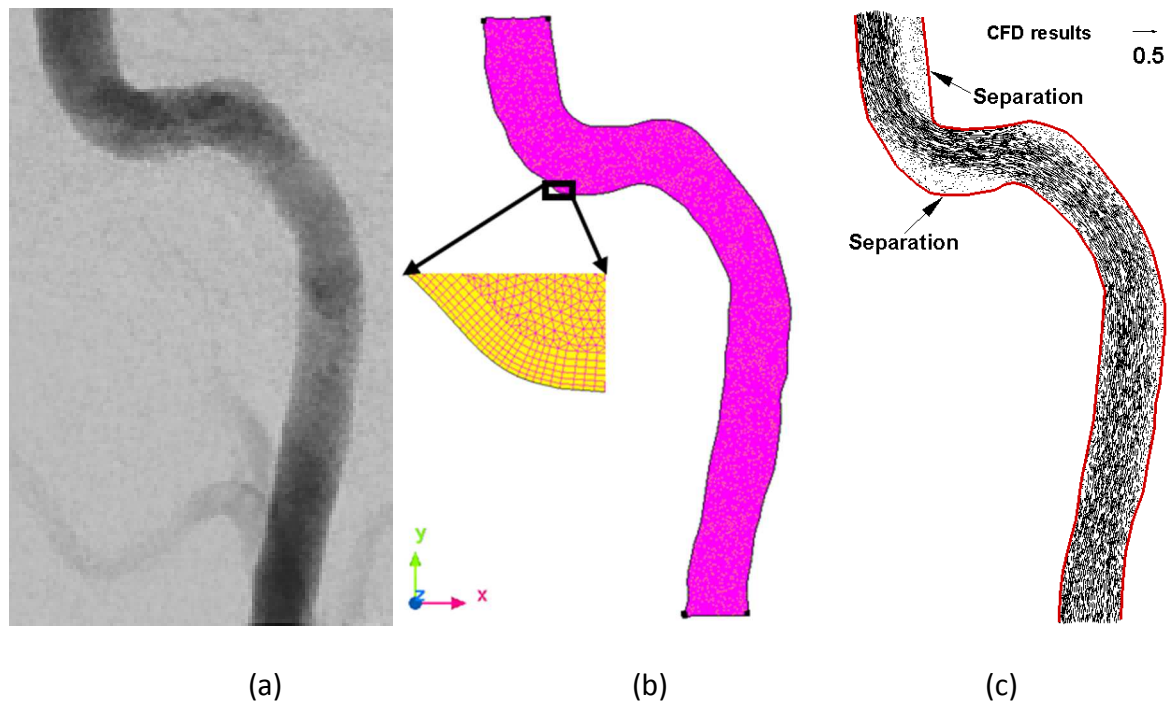 CFD results
0.5
Separation
Separation
y
z
x
(a)
(b)
(c)